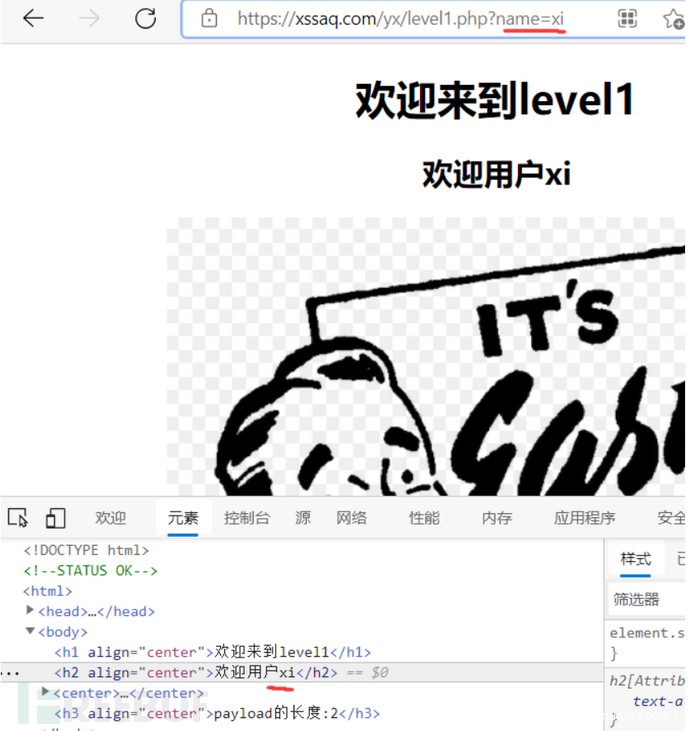 https://xssaq.com/yx/level1.php?name=xi
欢迎来到level1
欢迎用户xi
IT'S
欢迎 元素 控制台 源 网络 性能 内存 应用程序 安全
<!DOCTYPE html>
<!--STATUS OK-->
<html>
<head>…</head>
<body>
<h1 align="center">欢迎来到level1</h1>
<h2 align="center">欢迎用户xi</h2> == $0
<center>…</center>
<h3 align="center">payload的长度:2</h3>
样式
筛选器
element.s
}
h2[Attrib
text-a
}
FREEBUF